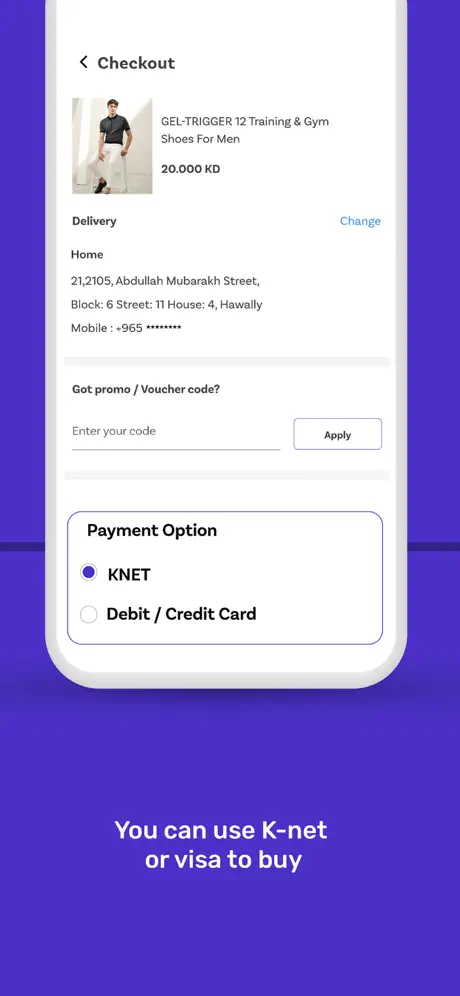 Checkout
GEL-TRIGGER 12 Training & Gym
Shoes For Men
20.000 KD
Delivery
Change
Home
21,2105, Abdullah Mubarakh Street,
Block: 6 Street: 11 House: 4, Hawally
Mobile : +965 ********
Got promo / Voucher code?
Enter your code
Apply
Payment Option
KNET
Debit / Credit Card
You can use K-net
or visa to buy